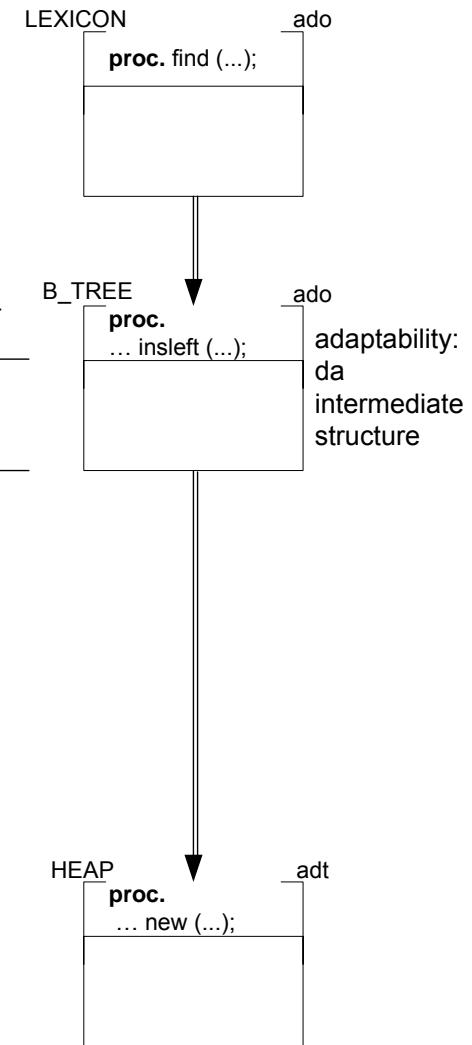 LEXICON ado
proc. find (...);
B_TREE ado
proc.
… insleft (...);
adaptability:
da
intermediate
structure
HEAP adt
proc.
… new (...);